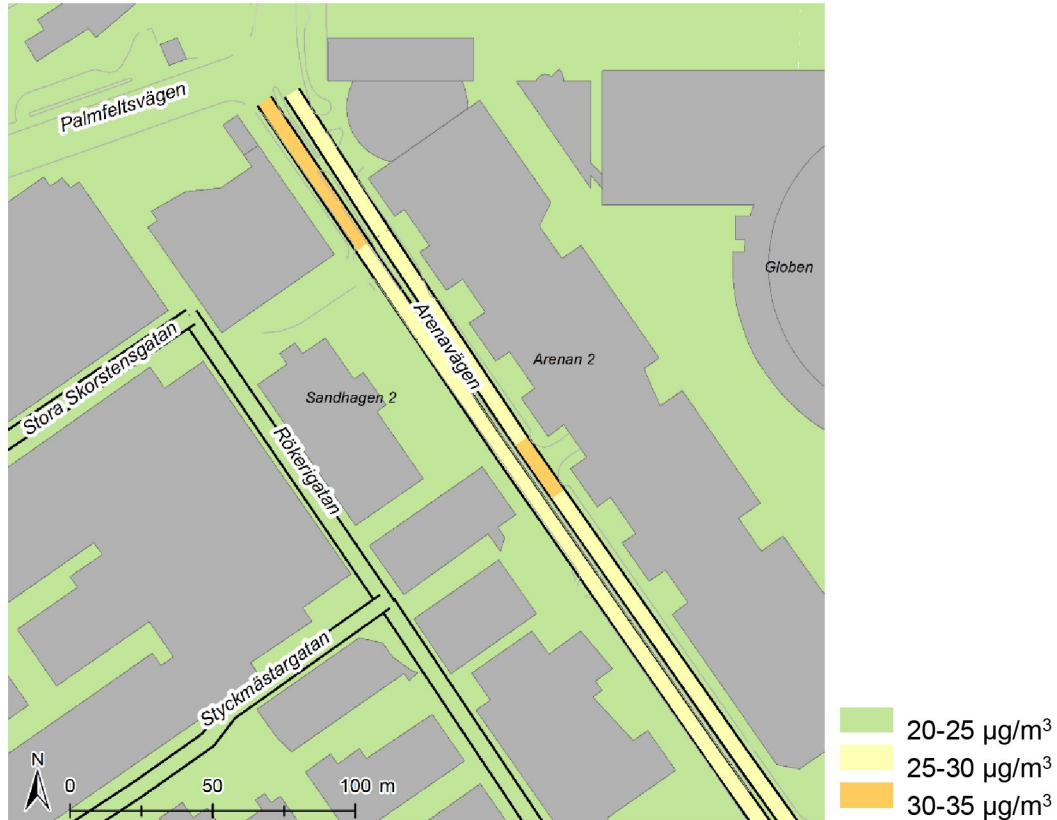 Palmfeltsvägen
Globen
Arenavägen
Arenan 2
Stora Skorstensgatan
Sandhagen 2
Rökerigatan
Styckmästargatan
N
0 50 100 m
20-25 µg/m³
25-30 µg/m³
30-35 µg/m³